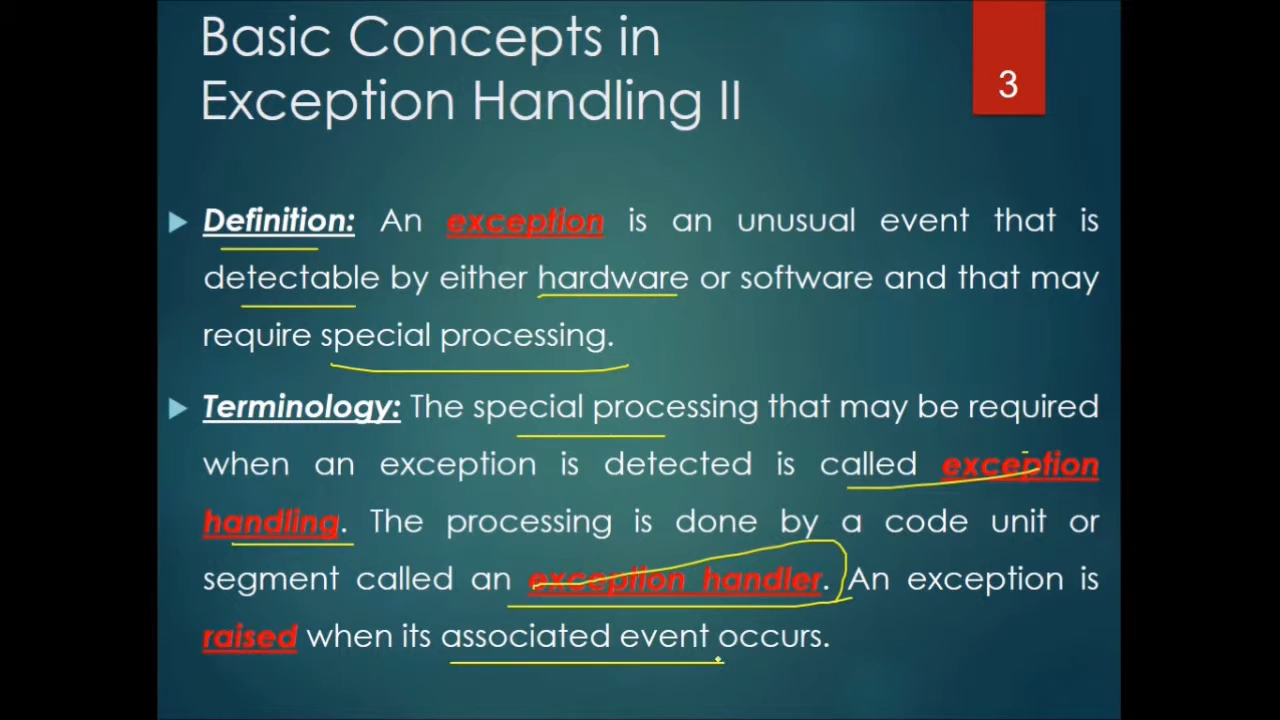 Basic Concepts in
Exception Handling II
3
Definition: An exception is an unusual event that is
detectable by either hardware or software and that may
require special processing.
Terminology: The special processing that may be required
when an exception is detected is called exception
handling. The processing is done by a code unit or
segment called an exception handler. An exception is
raised when its associated event occurs.